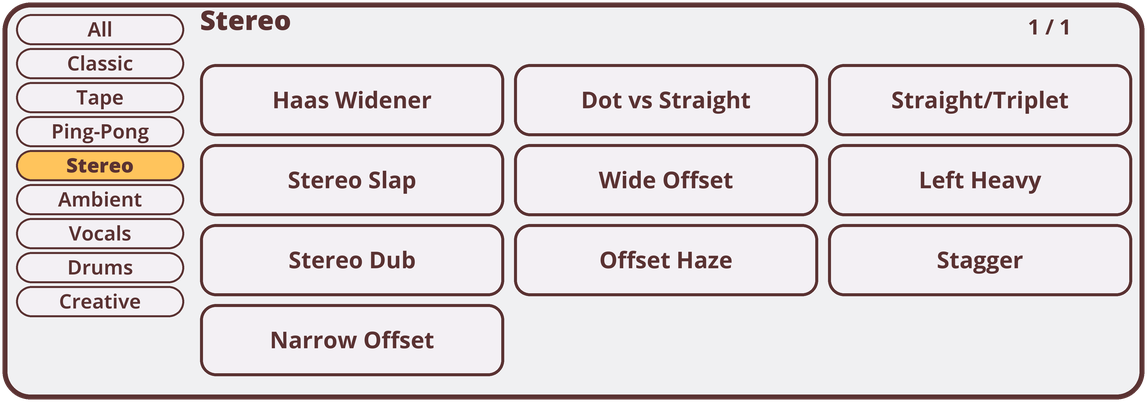 All
Classic
Tape
Ping-Pong
Stereo
Ambient
Vocals
Drums
Creative
Stereo
1 / 1
Haas Widener
Dot vs Straight
Straight/Triplet
Stereo Slap
Wide Offset
Left Heavy
Stereo Dub
Offset Haze
Stagger
Narrow Offset